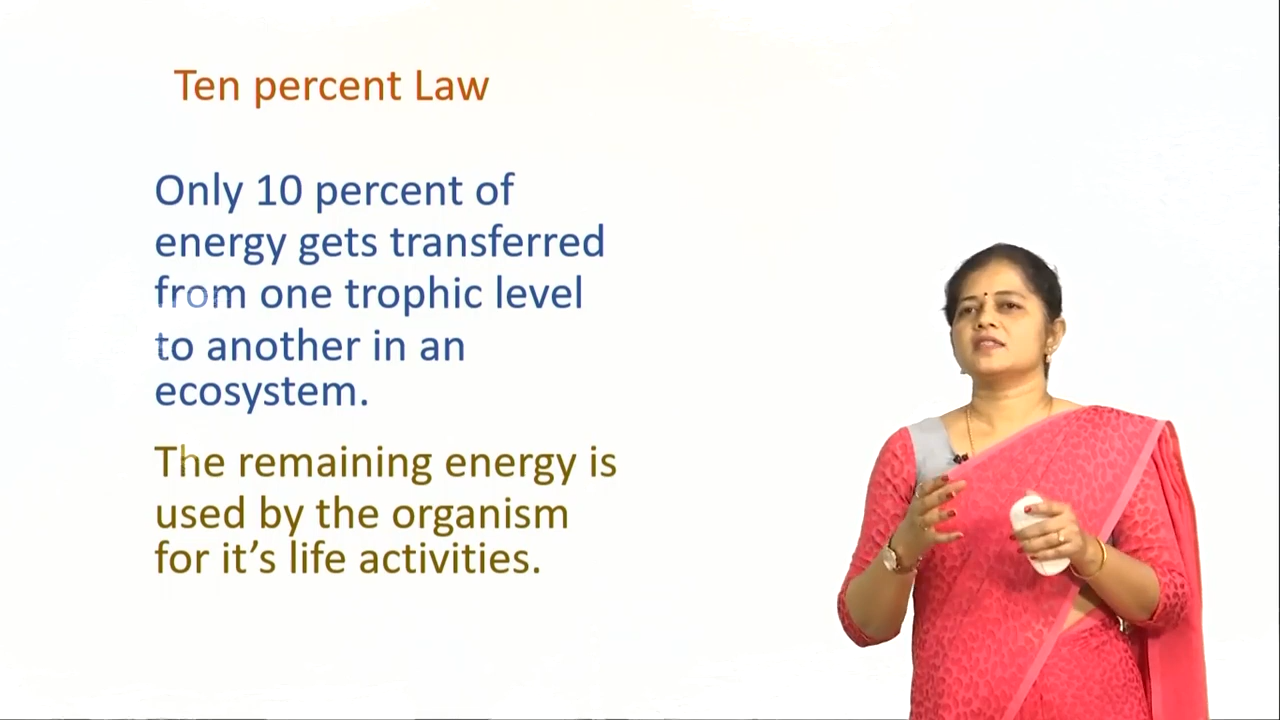 Ten percent Law
Only 10 percent of
energy gets transferred
from one trophic level
to another in an
ecosystem.
The remaining energy is
used by the organism
for it's life activities.